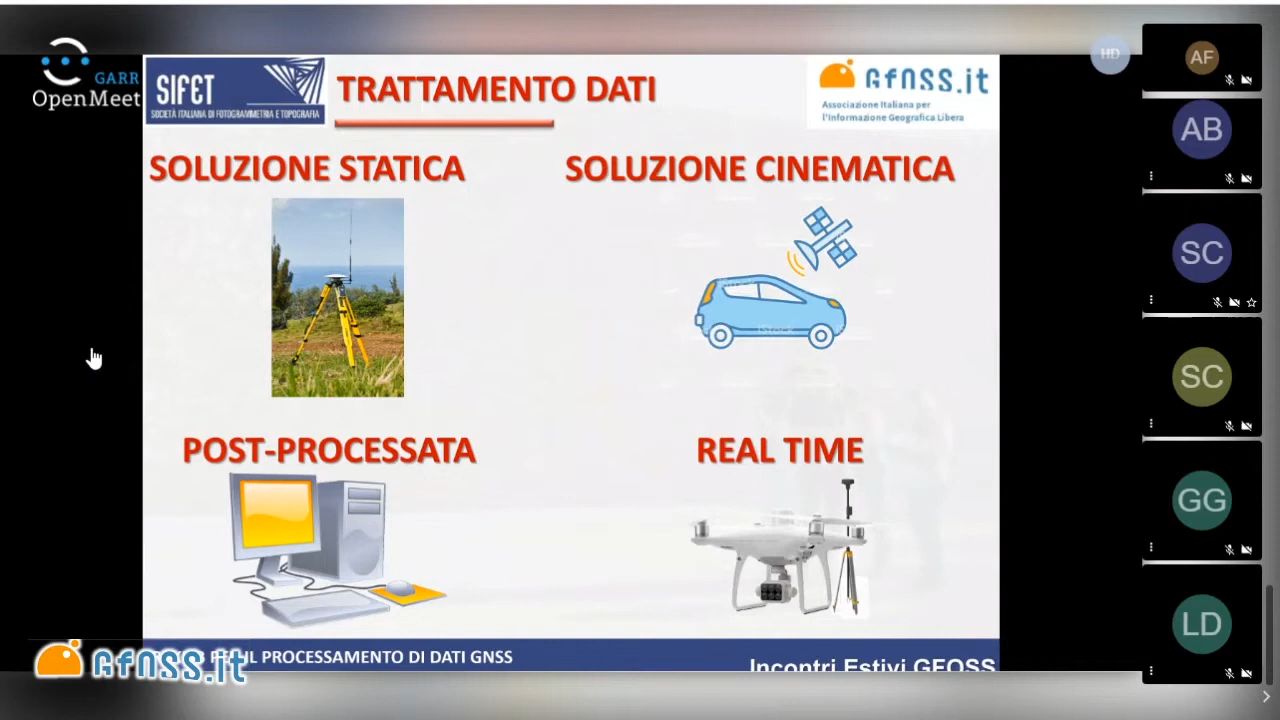 GARR
OpenMeet
SIFET
SOCIETÀ ITALIANA DI FOTOGRAMMETRIA E TOPOGRAFIA
TRATTAMENTO DATI
GFOSS.it
Associazione Italiana per
l'Informazione Geografica Libera
HD
SOLUZIONE STATICA
SOLUZIONE CINEMATICA
iStock
POST-PROCESSATA
REAL TIME
IL PROCESSAMENTO DI DATI GNSS
Incontri Estivi GFOSS
GFOSS.it
AF
AB
SC
SC
GG
LD